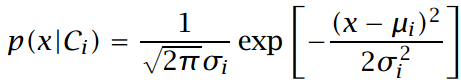 p(x|C_i) = \frac{1}{\sqrt{2\pi}\sigma_i} \exp\left[-\frac{(x - \mu_i)^2}{2\sigma_i^2}\right]